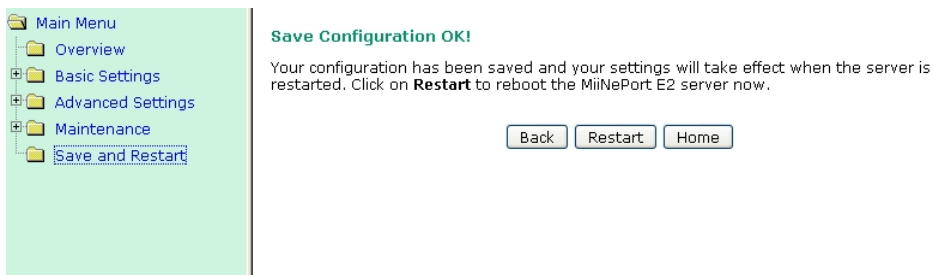 Main Menu
Overview
Basic Settings
Advanced Settings
Maintenance
Save and Restart
Save Configuration OK!
Your configuration has been saved and your settings will take effect when the server is
restarted. Click on Restart to reboot the MiiNePort E2 server now.
Back Restart Home